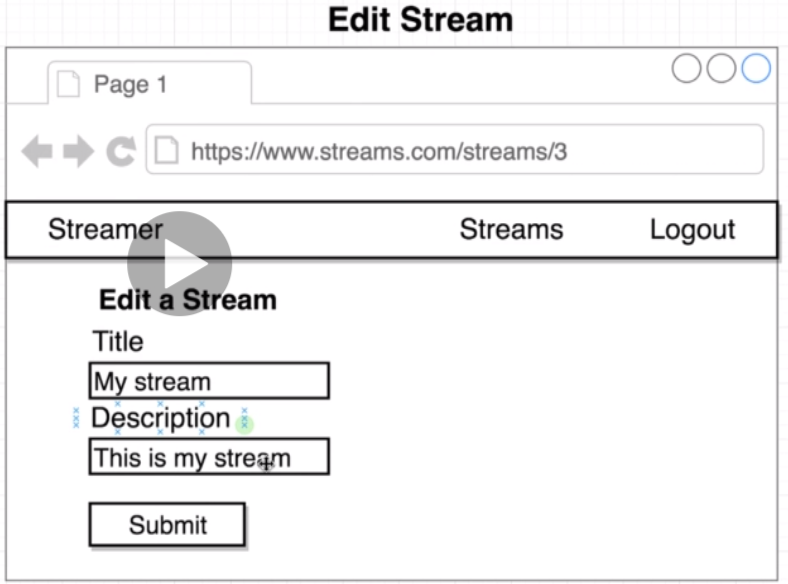 Edit Stream
Page 1
https://www.streams.com/streams/3
Streamer Streams Logout
Edit a Stream
Title
My stream
Description
This is my stream
Submit